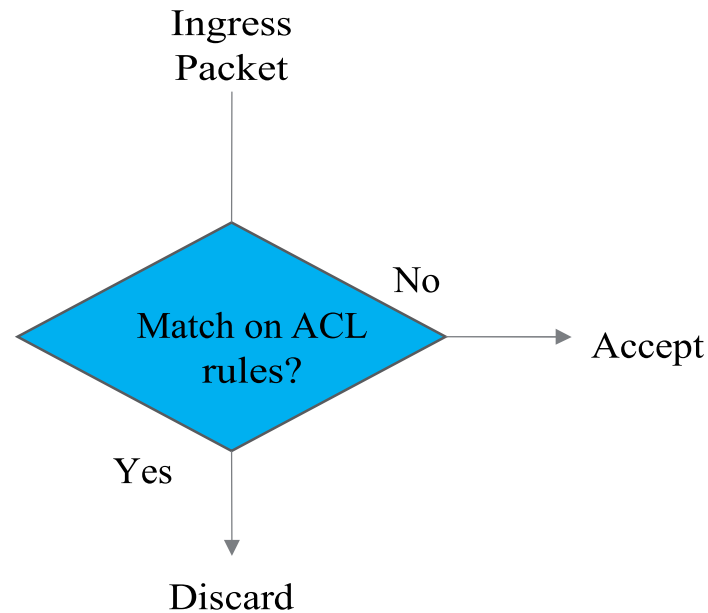 Ingress
Packet
No
Match on ACL
rules?
Accept
Yes
Discard